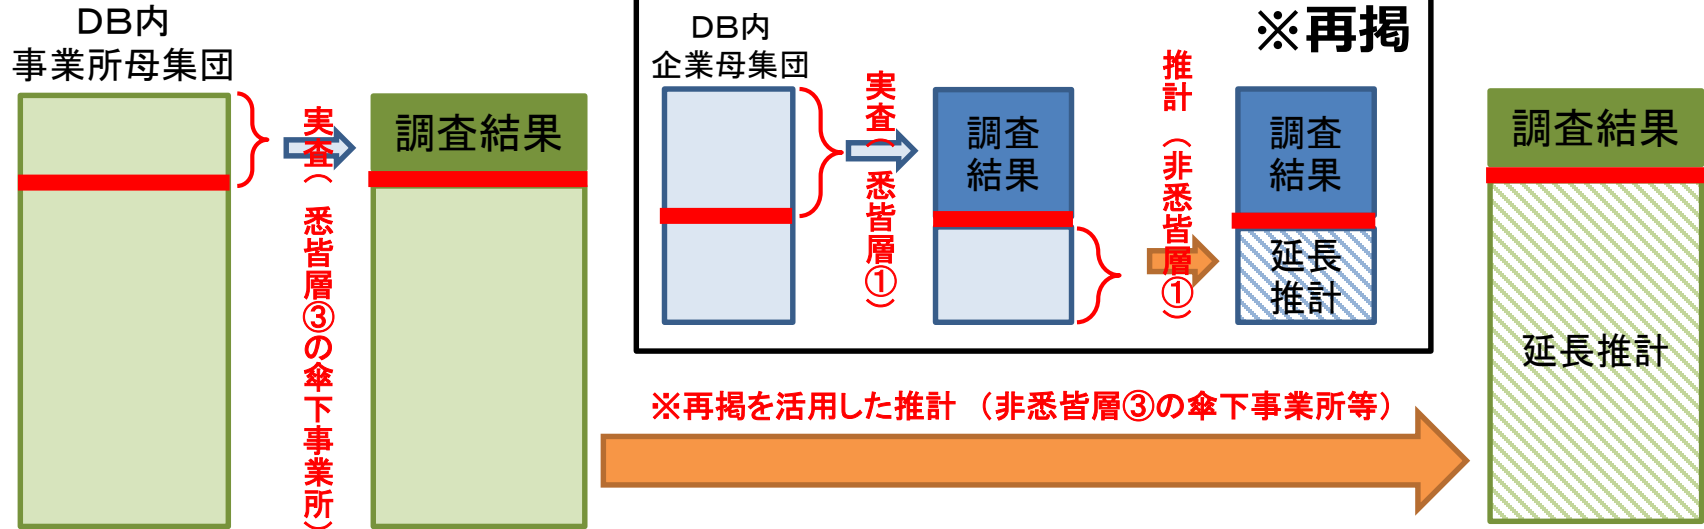 DB内
事業所母集団
実査(悉皆層③の傘下事業所)
調査結果
※再掲
DB内
企業母集団
実査(悉皆層①)
調査
結果
推計(非悉皆層①)
調査
結果
延長
推計
※再掲を活用した推計 (非悉皆層③の傘下事業所等)
調査結果
延長推計